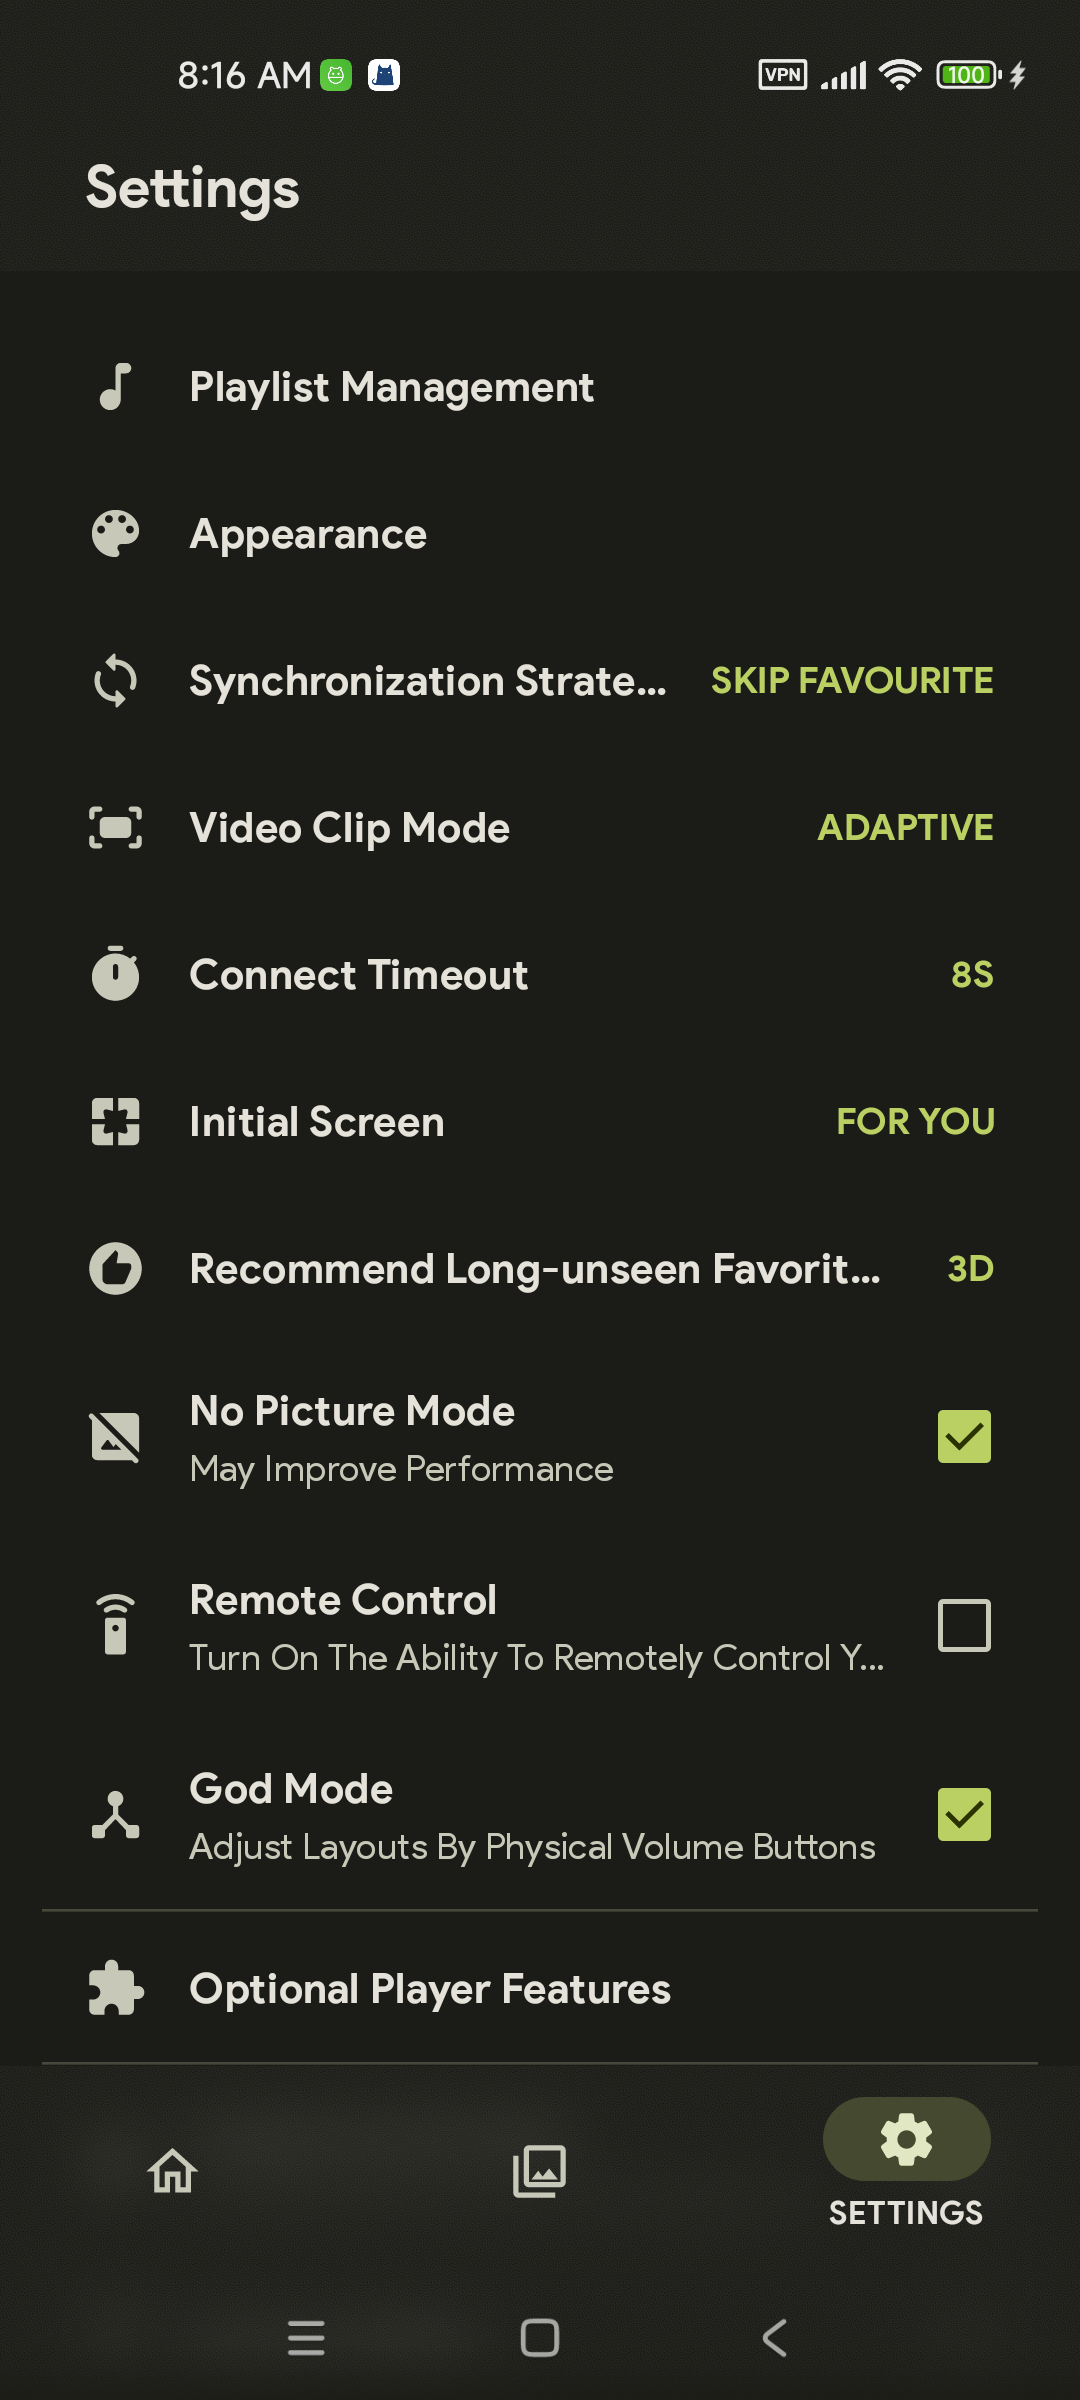 8:16 AM VPN 100
Settings
Playlist Management
Appearance
Synchronization Strate... SKIP FAVOURITE
Video Clip Mode ADAPTIVE
Connect Timeout 8S
Initial Screen FOR YOU
Recommend Long-unseen Favorit... 3D
No Picture Mode
May Improve Performance
Remote Control
Turn On The Ability To Remotely Control Y...
God Mode
Adjust Layouts By Physical Volume Buttons
Optional Player Features
SETTINGS